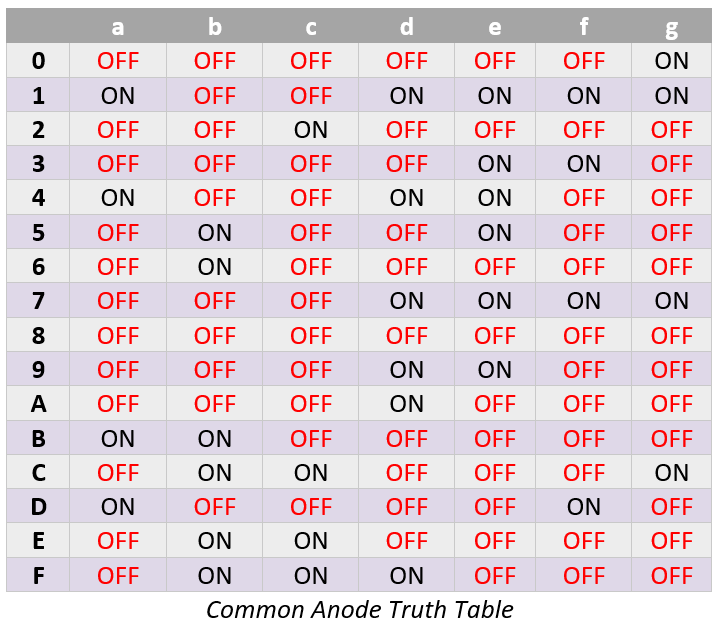 a b c d e f g
0 OFF OFF OFF OFF OFF OFF ON
1 ON OFF OFF ON ON ON ON
2 OFF OFF ON OFF OFF OFF OFF
3 OFF OFF OFF OFF ON ON OFF
4 ON OFF OFF ON ON OFF OFF
5 OFF ON OFF OFF ON OFF OFF
6 OFF ON OFF OFF OFF OFF OFF
7 OFF OFF OFF ON ON ON ON
8 OFF OFF OFF OFF OFF OFF OFF
9 OFF OFF OFF ON ON OFF OFF
A OFF OFF OFF ON OFF OFF OFF
B ON ON OFF OFF OFF OFF OFF
C OFF ON ON OFF OFF OFF ON
D ON OFF OFF OFF OFF ON OFF
E OFF ON ON OFF OFF OFF OFF
F OFF ON ON ON OFF OFF OFF
Common Anode Truth Table